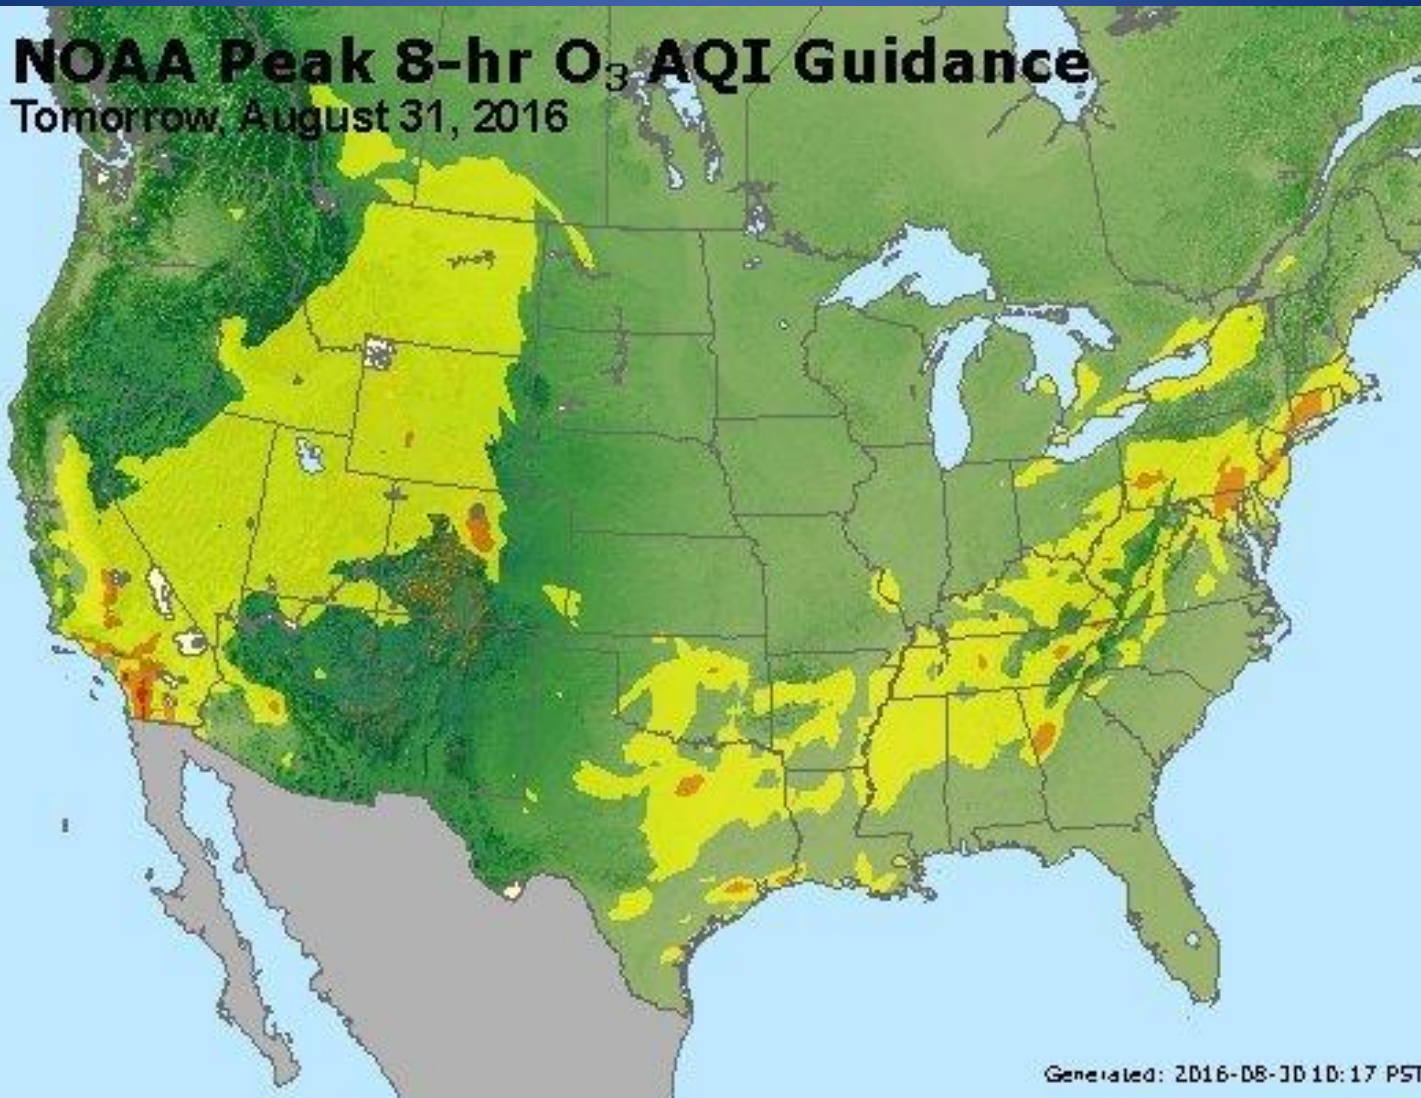 NOAA Peak 8-hr O₃ AQI Guidance
Tomorrow, August 31, 2016
Generated: 2016-08-30 10:17 PST